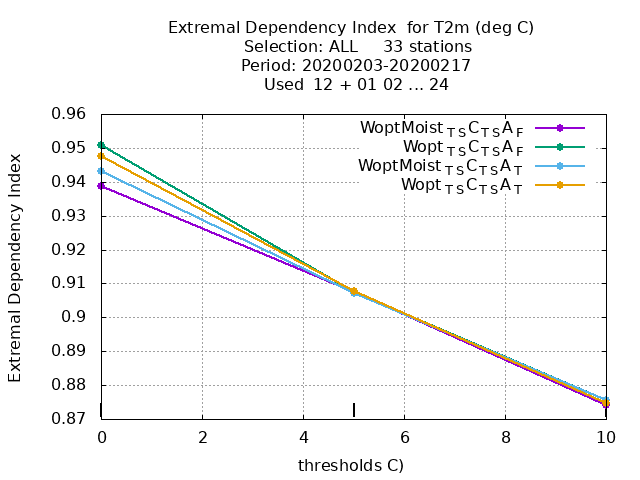 Extremal Dependency Index  for T2m (deg C)
Selection: ALL     33 stations
Period: 20200203-20200217
Used  12 + 01 02 ... 24
Extremal Dependency Index
0.96
0.95
0.94
0.93
0.92
0.91
0.9
0.89
0.88
0.87
WoptMoist TS C TS A F
Wopt TS C TS A F
WoptMoist TS C TS A T
Wopt TS C TS A T
0 2 4 6 8 10
thresholds C)